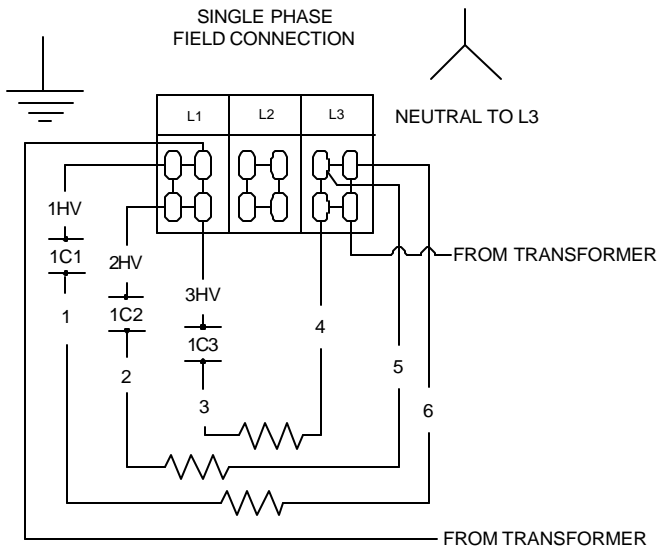 SINGLE PHASE
FIELD CONNECTION
L1 L2 L3
NEUTRAL TO L3
1HV
1C1
2HV
FROM TRANSFORMER
3HV
1C2
1
4
1C3
5
2
3
6
FROM TRANSFORMER